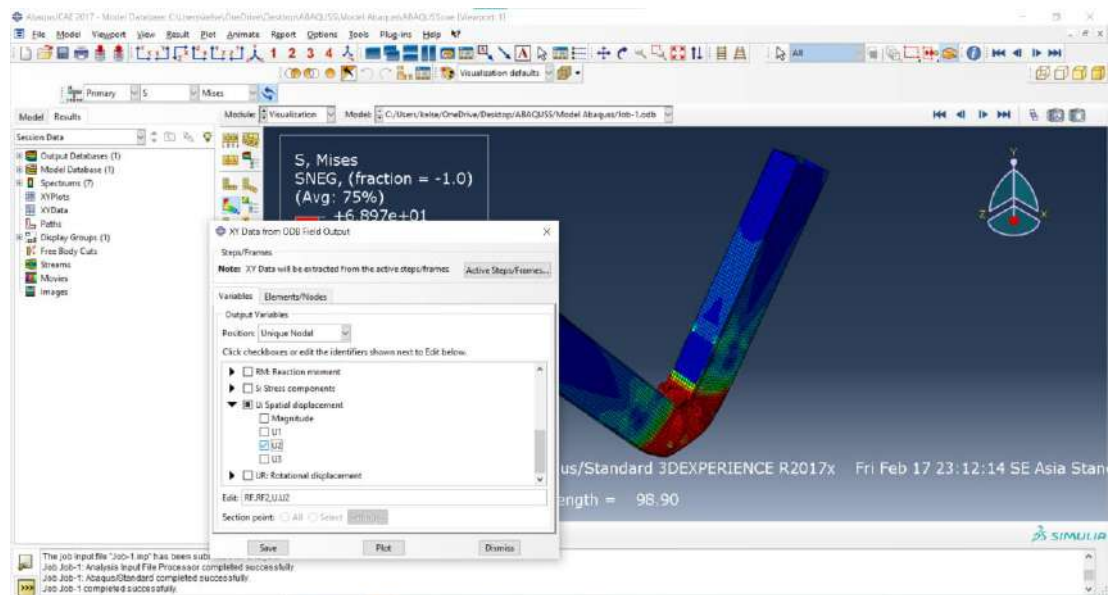 Abaqus/CAE 2017 - Model Database: C:\Users\keise\OneDrive\Desktop\ABAQUSS\Model Abaqus\ABAQUSS.cae [Viewport: 1]
File Model Viewport View Result Plot Animate Report Options Tools Plug-ins Help
1 2 3 4 All
Visualization defaults
Primary S Mises
Model Results Module: Visualization Model: C:/Users/keise/OneDrive/Desktop/ABAQUSS/Model Abaqus/Job-1.odb
Session Data
Output Databases (1)
Model Database (1)
Spectrums (7)
XYPlots
XYData
Paths
Display Groups (1)
Free Body Cuts
Streams
Movies
Images
S, Mises
SNEG, (fraction = -1.0)
(Avg: 75%)
+6.897e+01
Y
Z X
XY Data from ODB Field Output
Steps/Frames
Note: XY Data will be extracted from the active steps/frames Active Steps/Frames...
Variables Elements/Nodes
Output Variables
Position: Unique Nodal
Click checkboxes or edit the identifiers shown next to Edit below.
RM: Reaction moment
S: Stress components
U: Spatial displacement
Magnitude
U1
U2
U3
UR: Rotational displacement
Edit: RF.RF2,U.U2
Section point: All Select Settings...
Save Plot Dismiss
us/Standard 3DEXPERIENCE R2017x Fri Feb 17 23:12:14 SE Asia Stan
ength = 98.90
SIMULIA
The job input file "Job-1.inp" has been sub
Job Job-1: Analysis Input File Processor completed successfully.
Job Job-1: Abaqus/Standard completed successfully.
Job Job-1 completed successfully.